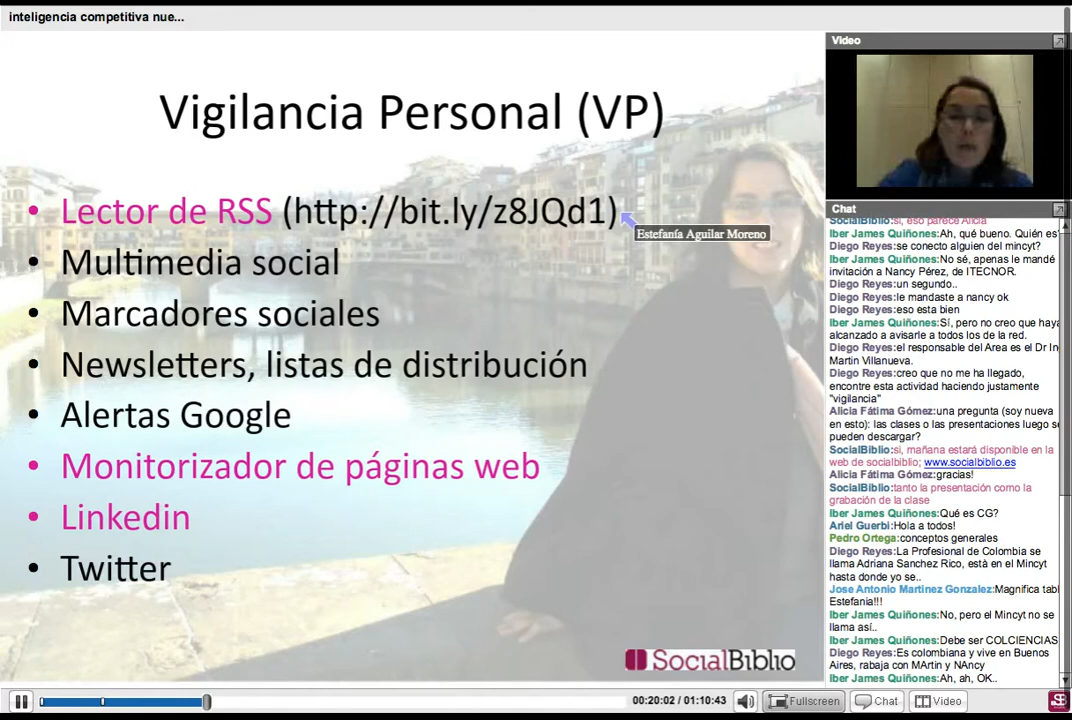 inteligencia competitiva nue...
Vigilancia Personal (VP)
• Lector de RSS (http://bit.ly/z8JQd1)
Estefanía Aguilar Moreno
• Multimedia social
• Marcadores sociales
• Newsletters, listas de distribución
• Alertas Google
• Monitorizador de páginas web
• Linkedin
• Twitter
SocialBiblio
Video
Chat
SocialBiblio:si, eso parece Alicia
Iber James Quiñones:Ah, qué bueno. Quién es
Diego Reyes:se conecto alguien del mincyt?
Iber James Quiñones:No sé, apenas le mandé
invitación a Nancy Pérez, de ITECNOR.
Diego Reyes:un segundo..
Diego Reyes:le mandaste a nancy ok
Diego Reyes:eso esta bien
Iber James Quiñones:Sí, pero no creo que haya
alcanzado a avisarle a todos los de la red.
Diego Reyes:el responsable del Area es el Dr In
Martin Villanueva.
Diego Reyes:creo que no me ha llegado,
encontre esta actividad haciendo justamente
"vigilancia"
Alicia Fátima Gómez:una pregunta (soy nueva
en esto): las clases o las presentaciones luego se
pueden descargar?
SocialBiblio:si, mañana estará disponible en la
web de socialbiblio; www.socialbiblio.es
Alicia Fátima Gómez:gracias!
SocialBiblio:tanto la presentación como la
grabación de la clase
Iber James Quiñones:Qué es CG?
Ariel Guerbi:Hola a todos!
Pedro Ortega:conceptos generales
Diego Reyes:La Profesional de Colombia se
llama Adriana Sanchez Rico, està en el Mincyt
hasta donde yo se..
Jose Antonio Martinez Gonzalez:Magnífica tabl
Estefania!!!
Iber James Quiñones:No, pero el Mincyt no se
llama así..
Iber James Quiñones:Debe ser COLCIENCIAS
Diego Reyes:Es colombiana y vive en Buenos
Aires, rabaja con MArtin y NAncy
Iber James Quiñones:Ah, ah, OK..
00:20:02 / 01:10:43
Fullscreen
Chat
Video